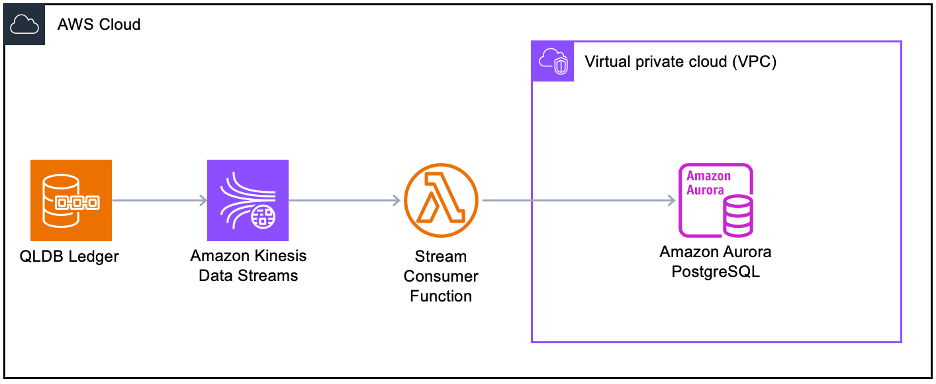 AWS Cloud
Virtual private cloud (VPC)
Amazon
Aurora
QLDB Ledger
Amazon Kinesis
Data Streams
Stream
Consumer
Function
Amazon Aurora
PostgreSQL